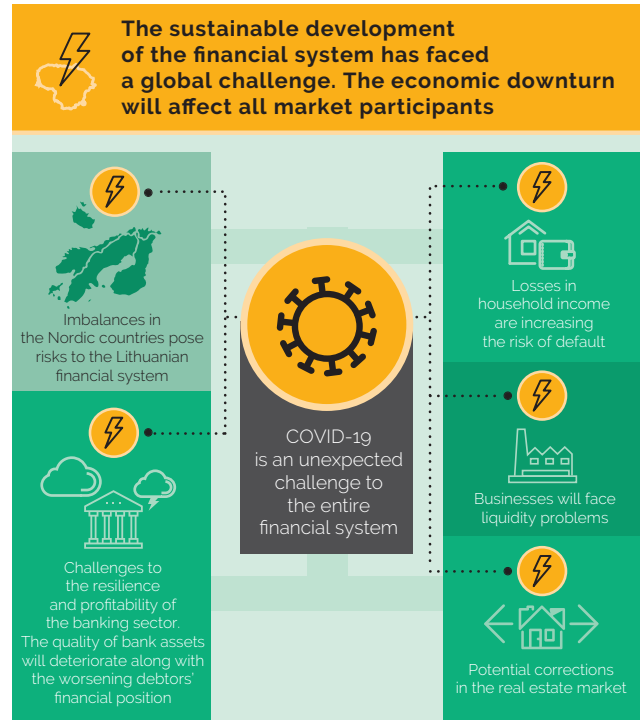 The sustainable development
of the financial system has faced
a global challenge. The economic downturn
will affect all market participants
Imbalances in
the Nordic countries pose
risks to the Lithuanian
financial system
Challenges to
the resilience
and profitability of
the banking sector.
The quality of bank assets
will deteriorate along with
the worsening debtors'
financial position
COVID-19
is an unexpected
challenge to
the entire
financial system
Losses in
household income
are increasing
the risk of default
Businesses will face
liquidity problems
Potential corrections
in the real estate market